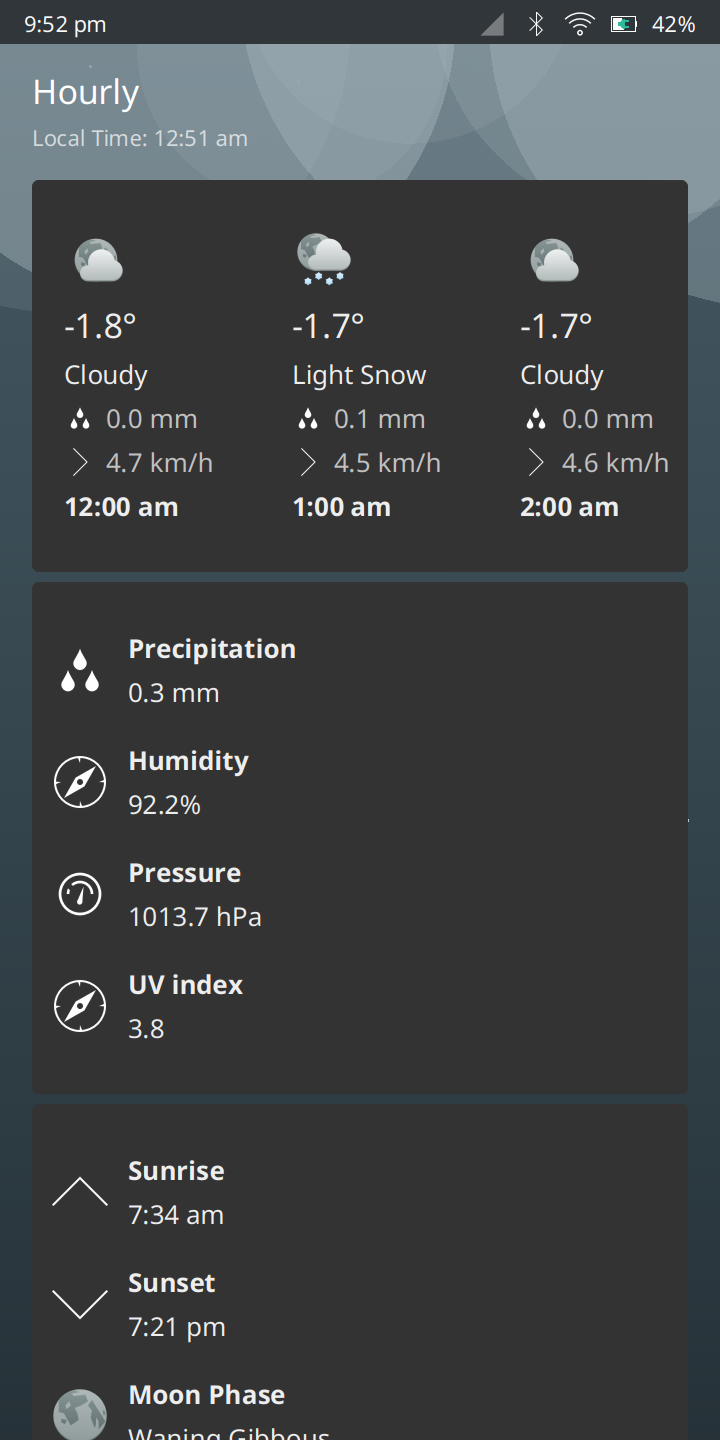 9:52 pm 42%
Hourly
Local Time: 12:51 am
-1.8° -1.7° -1.7°
Cloudy Light Snow Cloudy
0.0 mm 0.1 mm 0.0 mm
4.7 km/h 4.5 km/h 4.6 km/h
12:00 am 1:00 am 2:00 am
Precipitation
0.3 mm
Humidity
92.2%
Pressure
1013.7 hPa
UV index
3.8
Sunrise
7:34 am
Sunset
7:21 pm
Moon Phase
Waning Gibbous